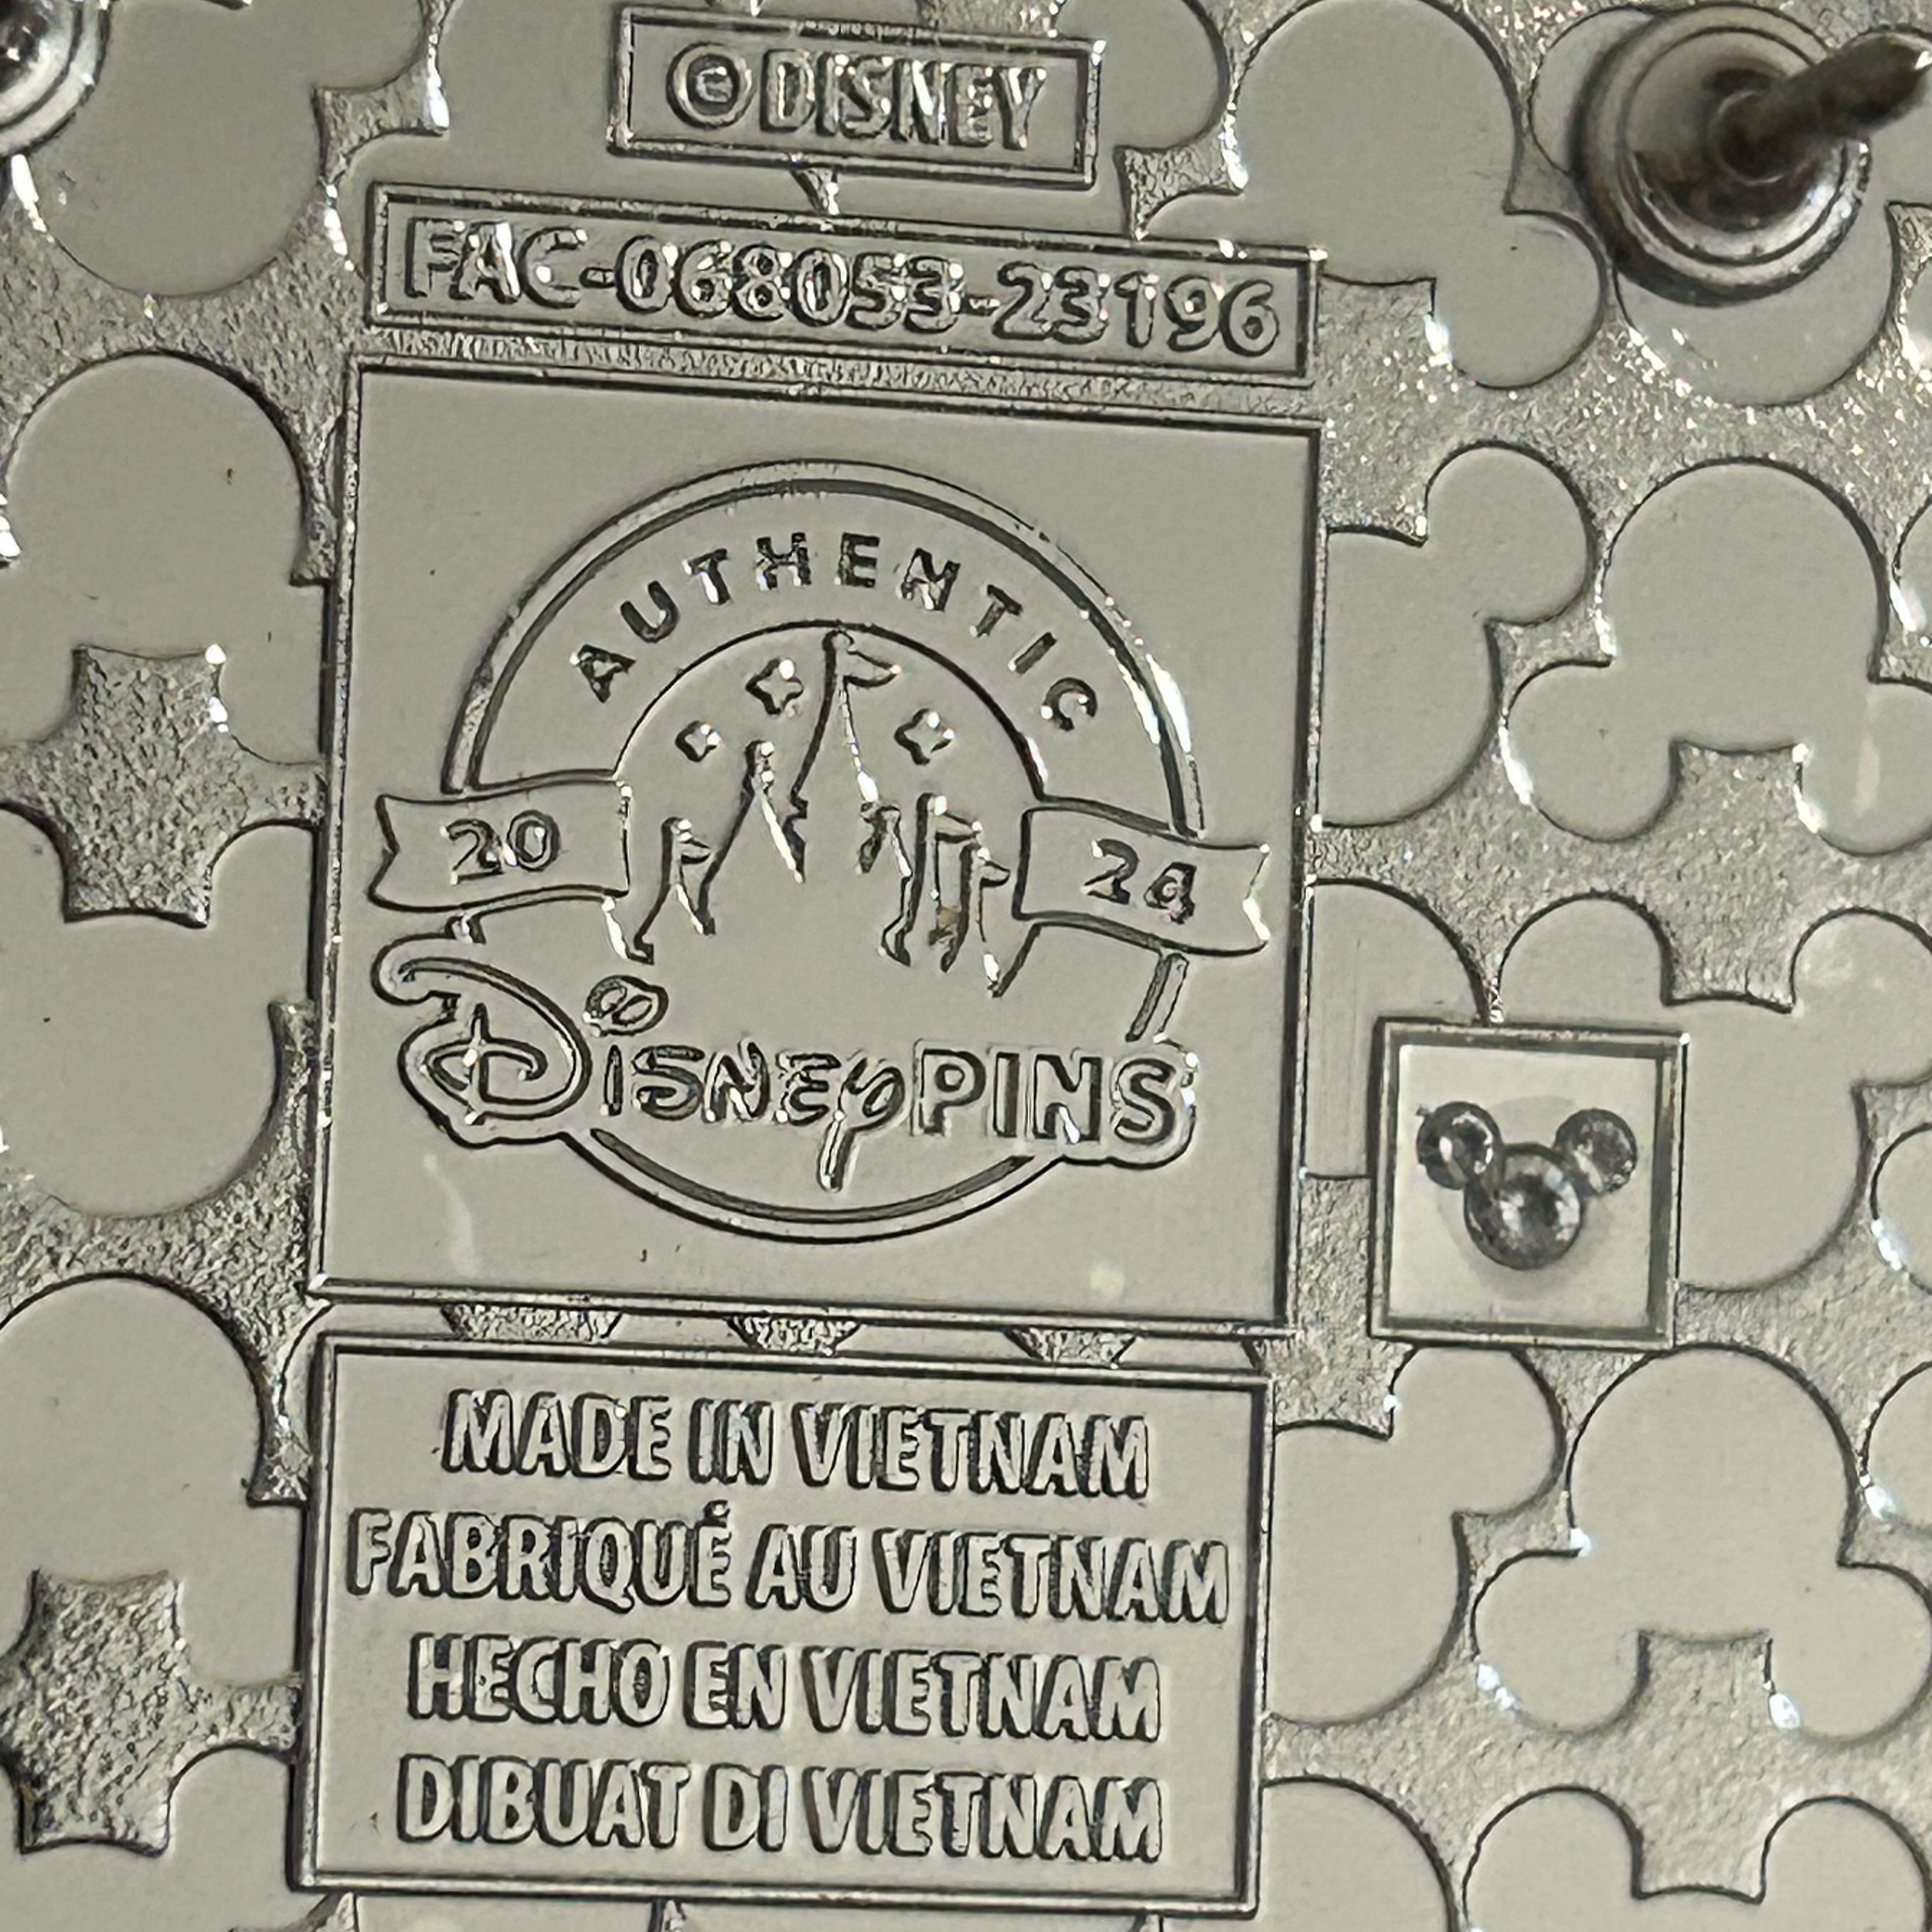 ©DISNEY
FAC-068053-23196
AUTHENTIC
20 24
Disney PINS
MADE IN VIETNAM
FABRIQUÉ AU VIETNAM
HECHO EN VIETNAM
DIBUAT DI VIETNAM